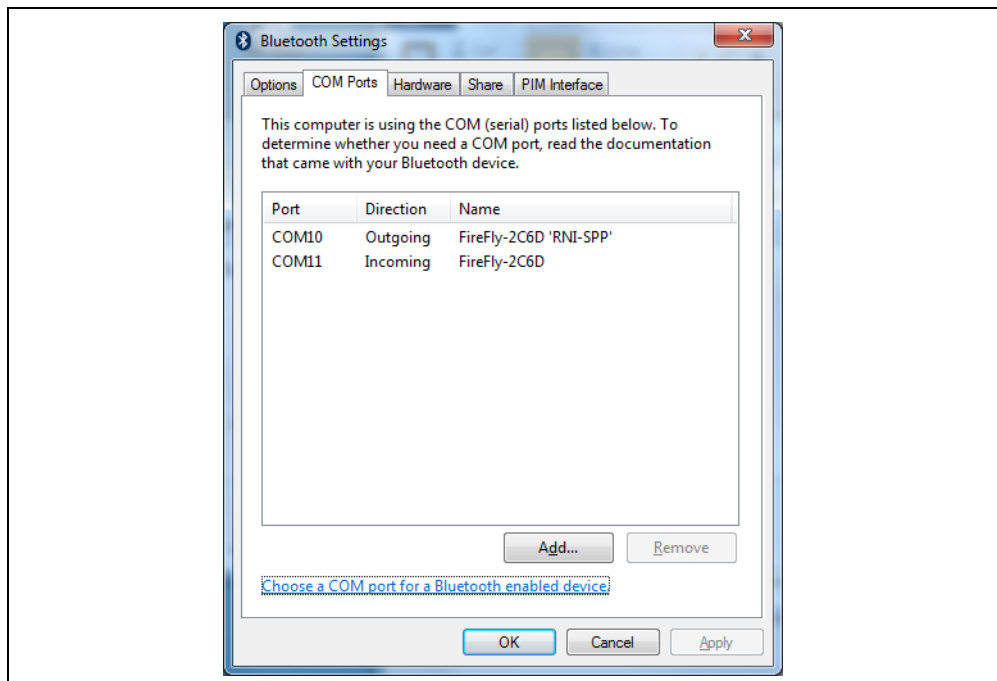 Bluetooth Settings
Options COM Ports Hardware Share PIM Interface
This computer is using the COM (serial) ports listed below. To
determine whether you need a COM port, read the documentation
that came with your Bluetooth device.
Port Direction Name
COM10 Outgoing FireFly-2C6D 'RNI-SPP'
COM11 Incoming FireFly-2C6D
Add... Remove
Choose a COM port for a Bluetooth enabled device.
OK Cancel Apply